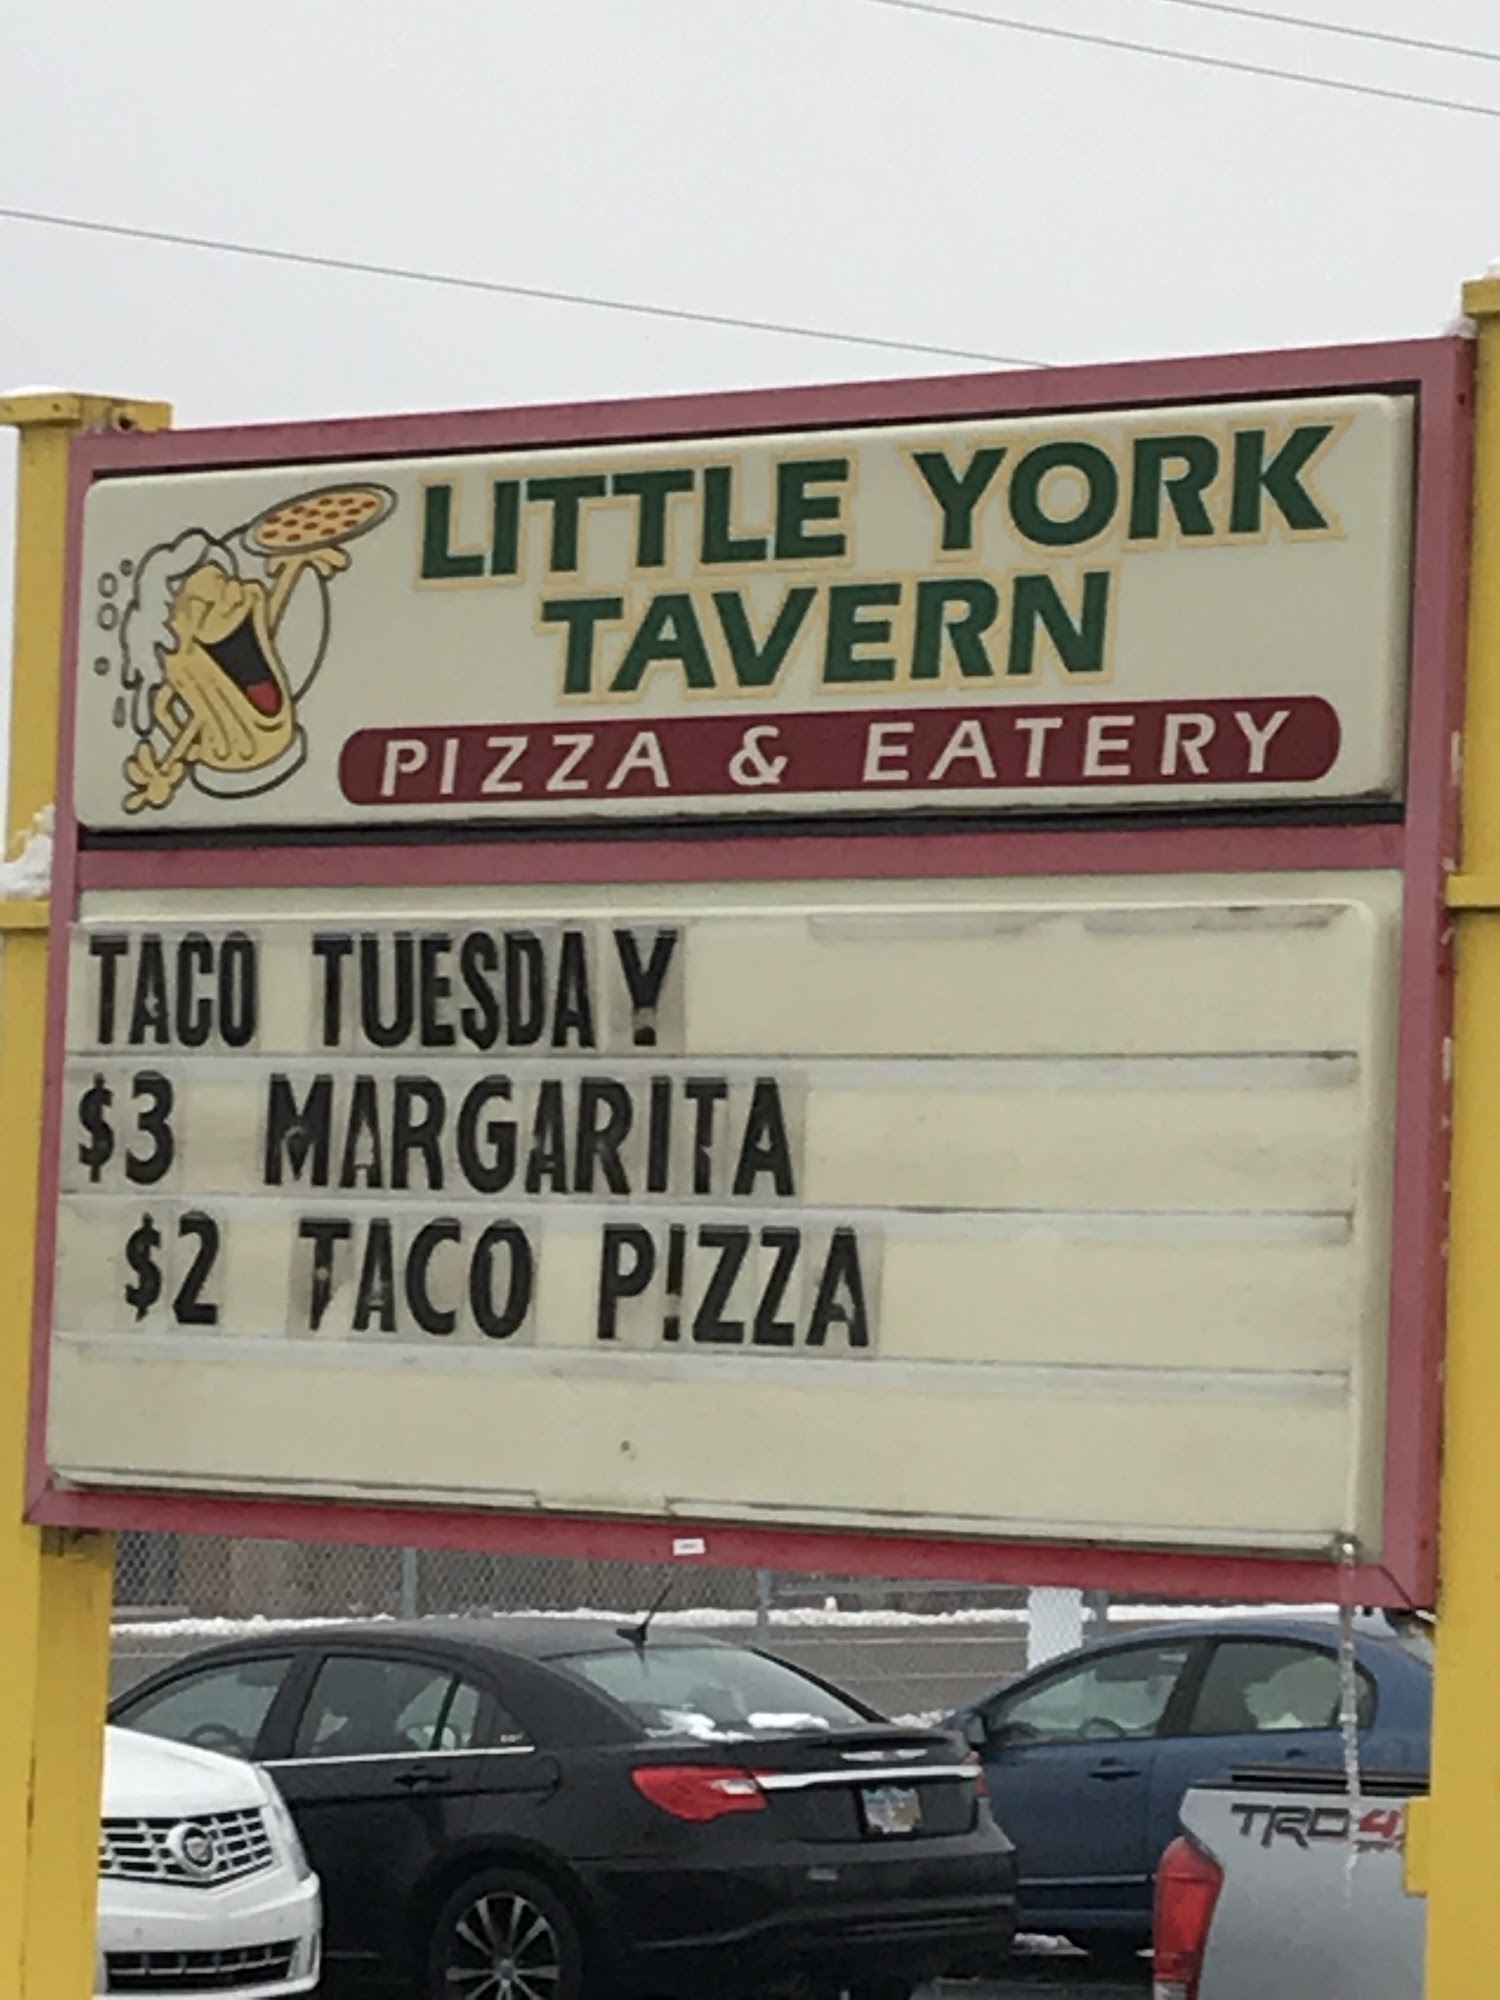 LITTLE YORK
TAVERN
PIZZA & EATERY
TACO TUESDAY
$3 MARGARITA
$2 TACO P!ZZA
TRD 4